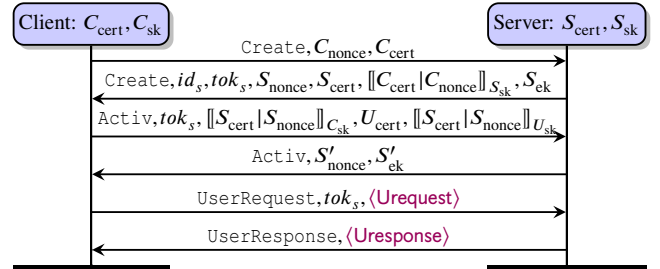 Client: C_cert, C_sk
Server: S_cert, S_sk
Create, C_nonce, C_cert
Create, id_s, tok_s, S_nonce, S_cert, ⟦C_cert|C_nonce⟧_S_sk, S_ek
Activ, tok_s, ⟦S_cert|S_nonce⟧_C_sk, U_cert, ⟦S_cert|S_nonce⟧_U_sk
Activ, S′_nonce, S′_ek
UserRequest, tok_s, ⟨Urequest⟩
UserResponse, ⟨Uresponse⟩